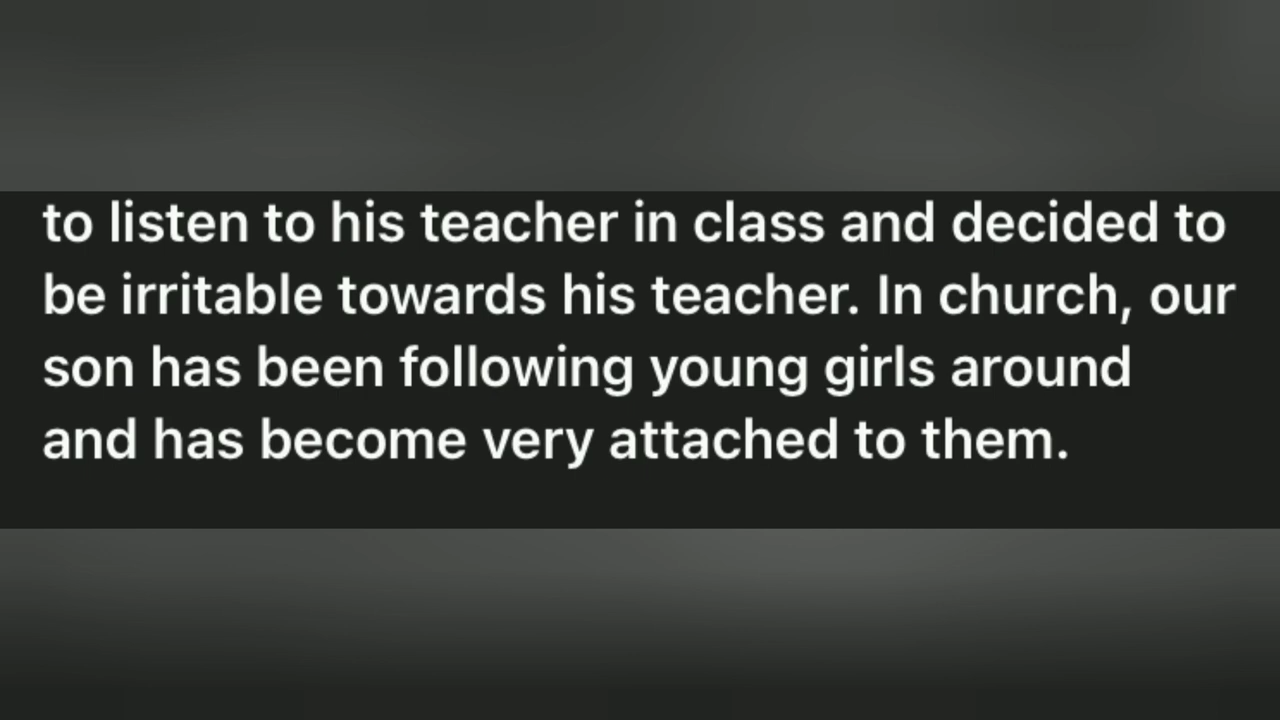 to listen to his teacher in class and decided to
be irritable towards his teacher. In church, our
son has been following young girls around
and has become very attached to them.